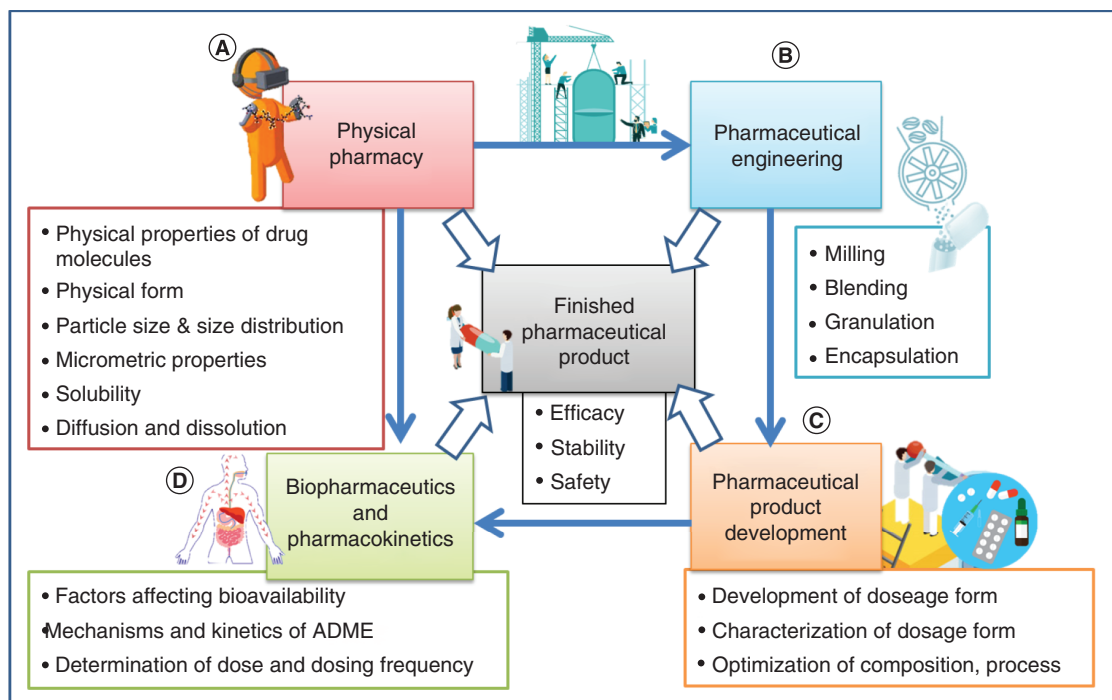 A
Physical
pharmacy
• Physical properties of drug
molecules
• Physical form
• Particle size & size distribution
• Micrometric properties
• Solubility
• Diffusion and dissolution
B
Pharmaceutical
engineering
• Milling
• Blending
• Granulation
• Encapsulation
Finished
pharmaceutical
product
• Efficacy
• Stability
• Safety
C
Pharmaceutical
product
development
• Development of doseage form
• Characterization of dosage form
• Optimization of composition, process
D
Biopharmaceutics
and
pharmacokinetics
• Factors affecting bioavailability
•Mechanisms and kinetics of ADME
• Determination of dose and dosing frequency